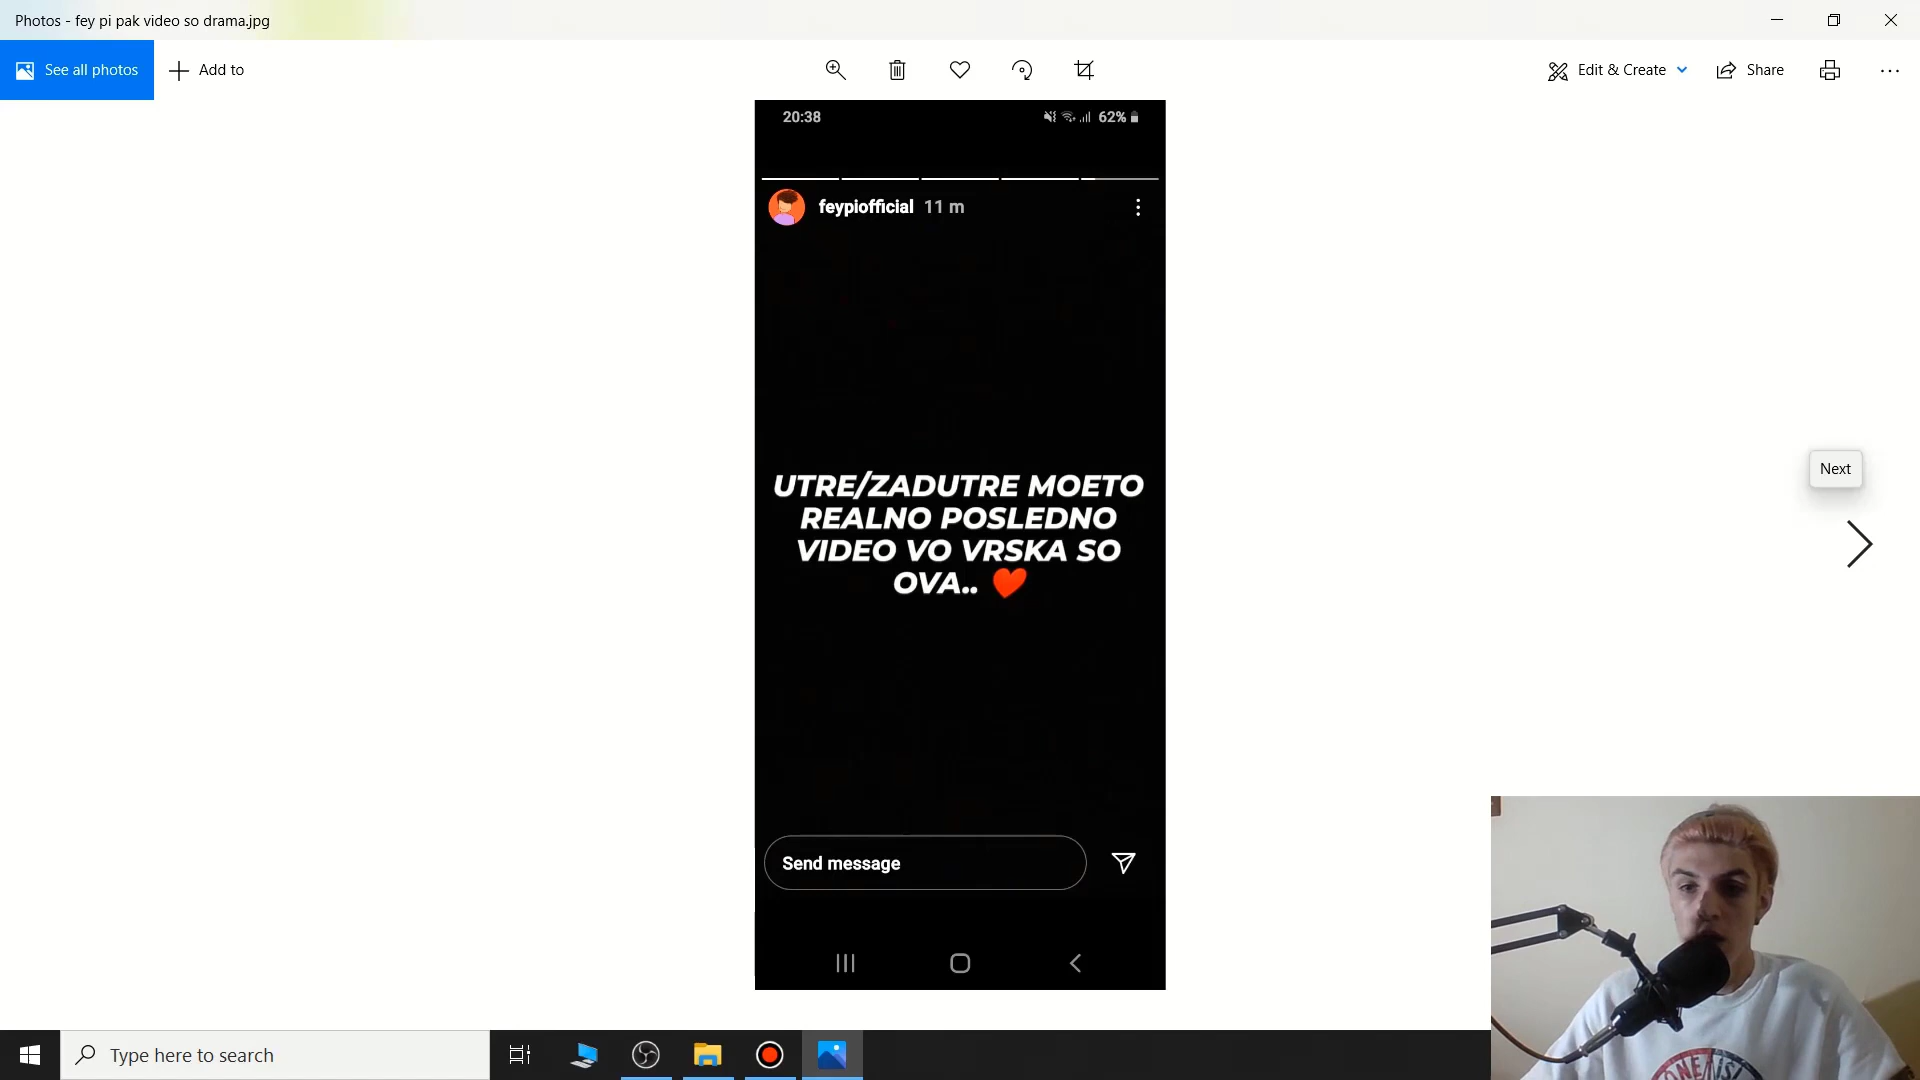 Photos - fey pi pak video so drama.jpg
See all photos
Add to
Edit & Create
Share
20:38
62%
feypiofficial 11 m
UTRE/ZADUTRE MOETO
REALNO POSLEDNO
VIDEO VO VRSKA SO
OVA.. ❤️
Next
Send message
Type here to search